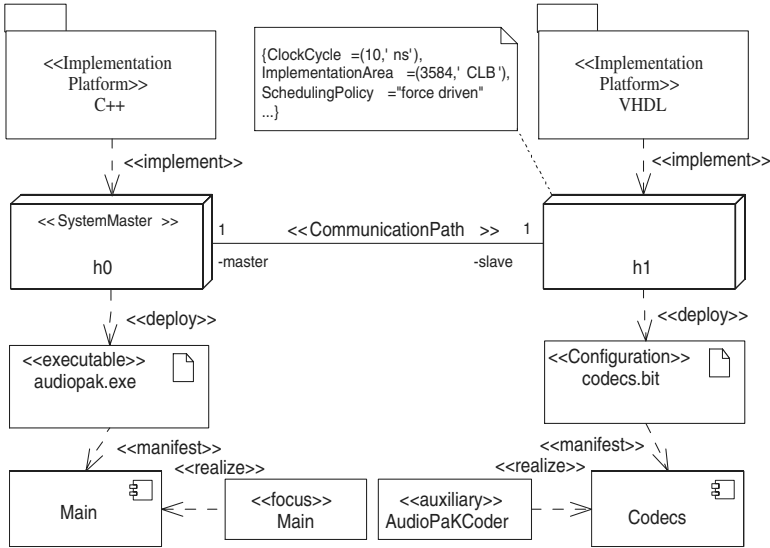 <<Implementation
Platform>>
C++
{ClockCycle =(10,' ns'),
ImplementationArea =(3584,' CLB'),
SchedulingPolicy ="force driven"
...}
<<Implementation
Platform>>
VHDL
<<implement>>
<<implement>>
<<SystemMaster >>
h0
1
<<CommunicationPath >>
1
-master
-slave
h1
<<deploy>>
<<deploy>>
<<executable>>
audiopak.exe
<<Configuration>>
codecs.bit
<<manifest>>
<<manifest>>
<<realize>>
<<realize>>
Main
<<focus>>
Main
<<auxiliary>>
AudioPaKCoder
Codecs